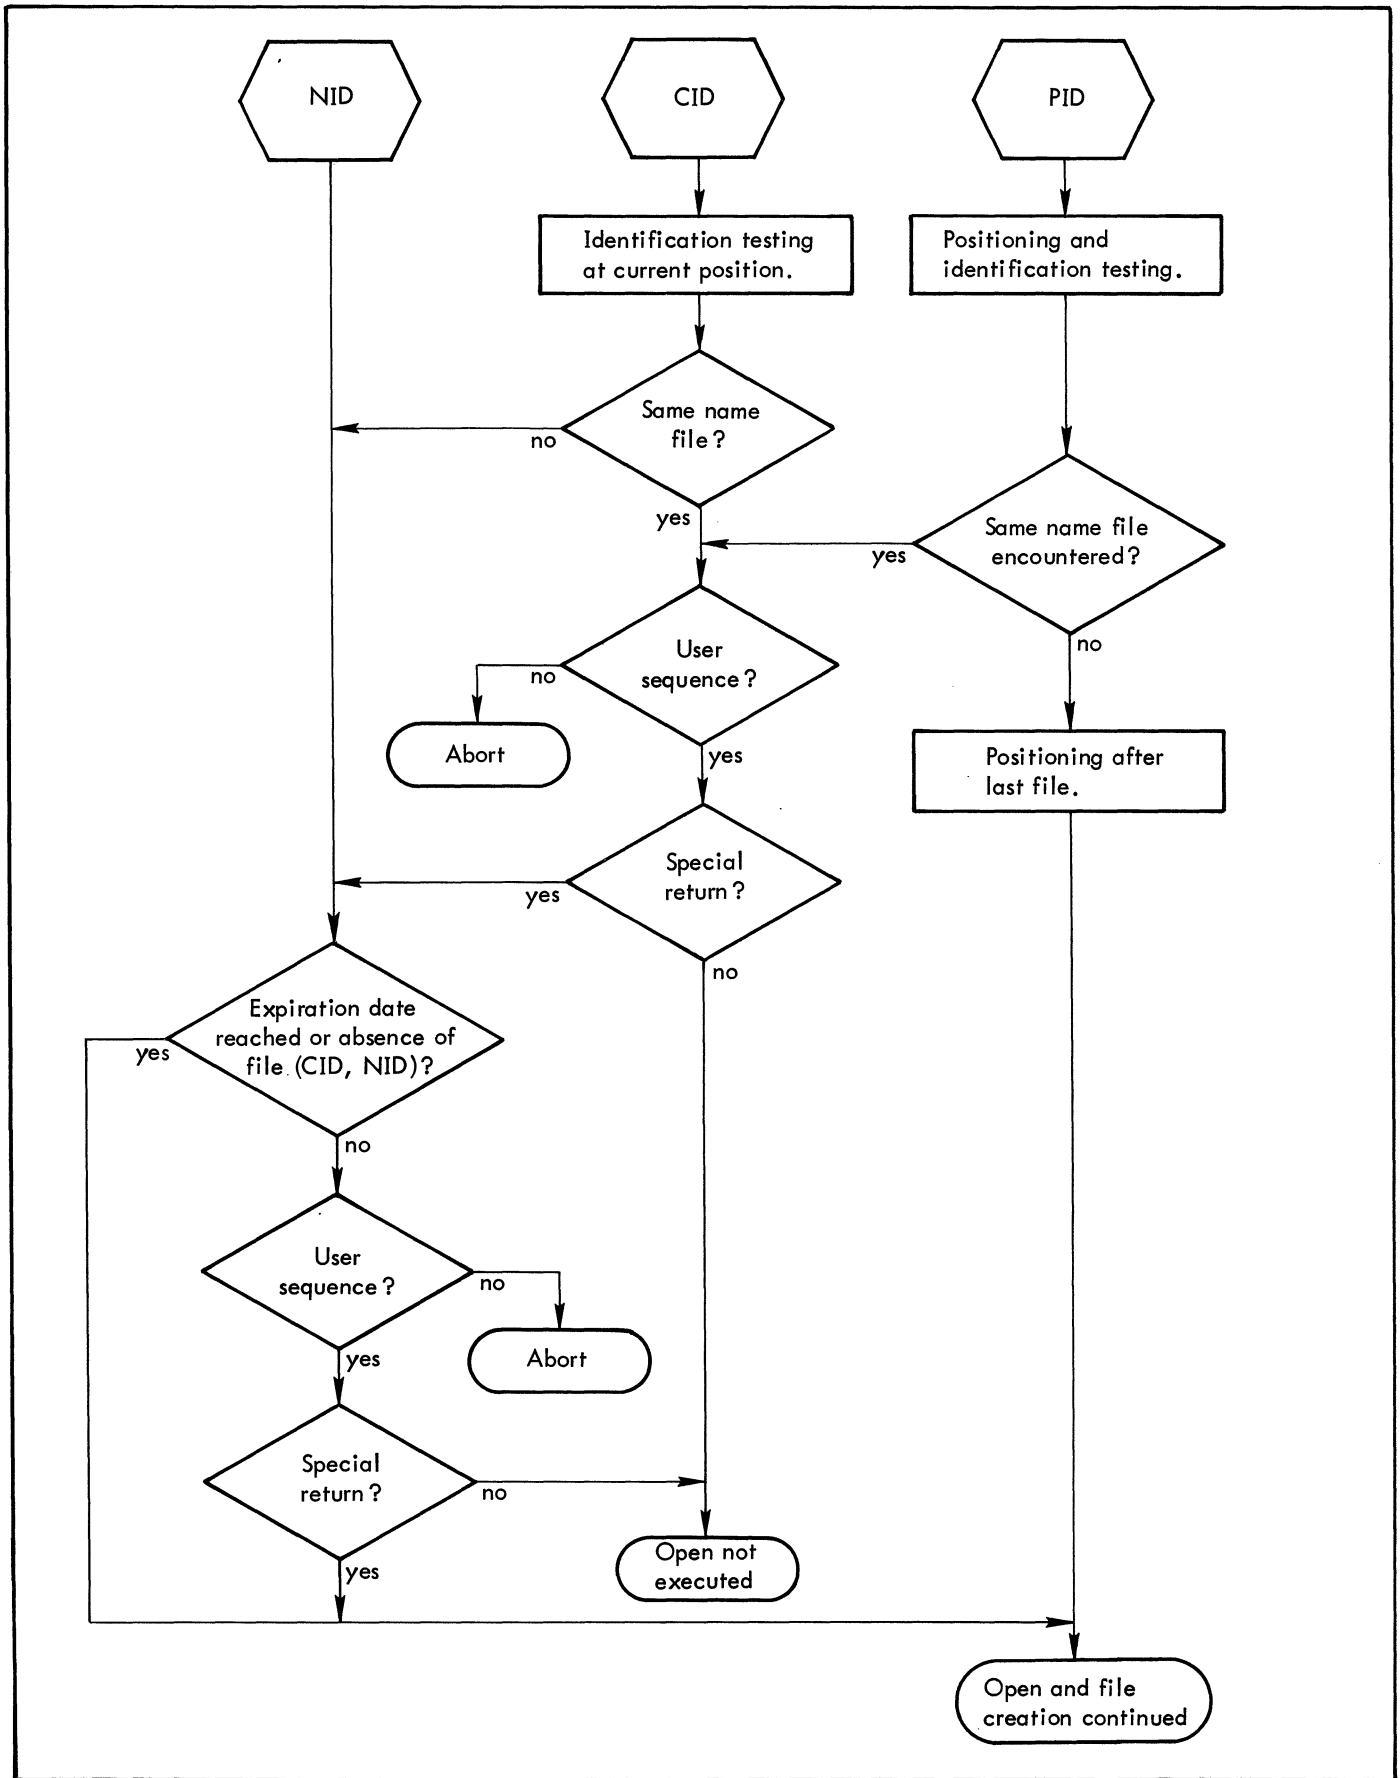 NID
CID
PID
Identification testing
at current position.
Positioning and
identification testing.
Same name
file?
no
yes
Same name file
encountered?
yes
no
User
sequence?
no
yes
Abort
Positioning after
last file.
Special
return?
yes
no
Expiration date
reached or absence of
file (CID, NID)?
yes
no
User
sequence?
no
yes
Abort
Special
return?
no
yes
Open not
executed
Open and file
creation continued